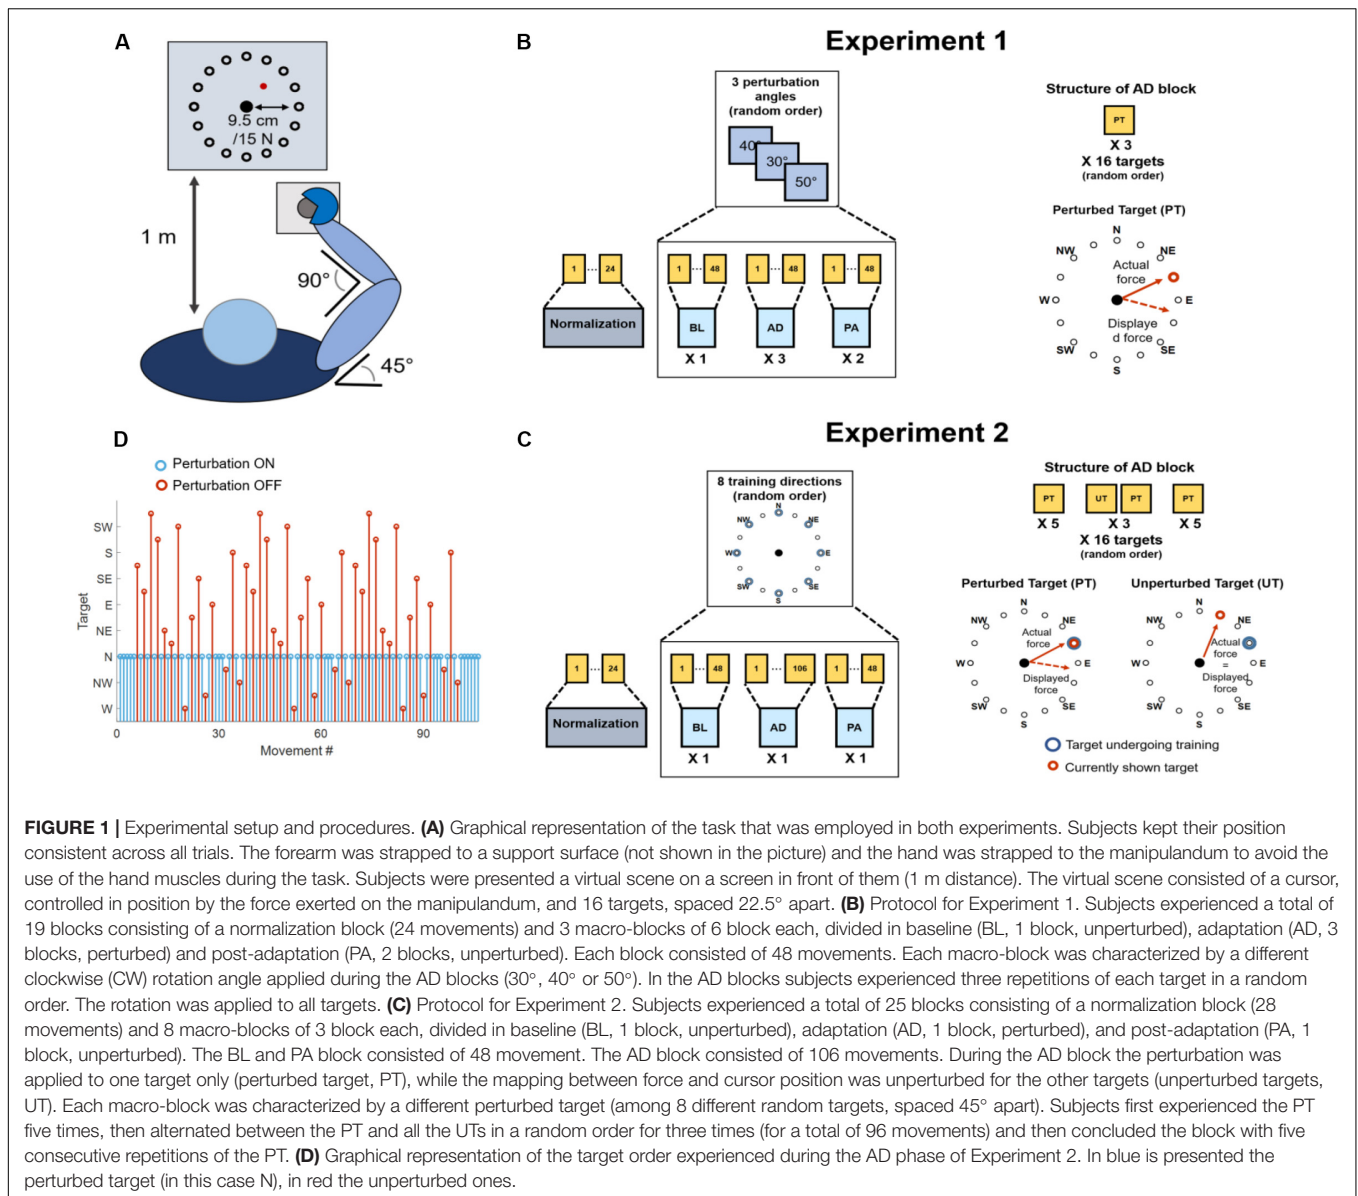 A
9.5 cm
/15 N
1 m
90°
45°
B
Experiment 1
3 perturbation
angles
(random order)
40°
30°
50°
1 ... 24
Normalization
1 ... 48
1 ... 48
1 ... 48
BL
AD
PA
X 1
X 3
X 2
Structure of AD block
PT
X 3
X 16 targets
(random order)
Perturbed Target (PT)
N
NW
NE
Actual
force
W
E
Displaye
d force
SW
SE
S
D
Perturbation ON
Perturbation OFF
Target
SW
S
SE
E
NE
N
NW
W
0
30
60
90
Movement #
C
Experiment 2
8 training directions
(random order)
N
NW
NE
W
E
SW
SE
S
1 ... 24
Normalization
1 ... 48
1 ... 106
1 ... 48
BL
AD
PA
X 1
X 1
X 1
Structure of AD block
PT
UT
PT
PT
X 5
X 3
X 5
X 16 targets
(random order)
Perturbed Target (PT)
N
NW
NE
Actual
force
W
E
Displayed
force
SW
SE
S
Unperturbed Target (UT)
N
NW
NE
Actual
force
=
Displayed
force
W
E
SW
SE
S
Target undergoing training
Currently shown target
FIGURE 1 | Experimental setup and procedures. (A) Graphical representation of the task that was employed in both experiments. Subjects kept their position
consistent across all trials. The forearm was strapped to a support surface (not shown in the picture) and the hand was strapped to the manipulandum to avoid the
use of the hand muscles during the task. Subjects were presented a virtual scene on a screen in front of them (1 m distance). The virtual scene consisted of a cursor,
controlled in position by the force exerted on the manipulandum, and 16 targets, spaced 22.5° apart. (B) Protocol for Experiment 1. Subjects experienced a total of
19 blocks consisting of a normalization block (24 movements) and 3 macro-blocks of 6 block each, divided in baseline (BL, 1 block, unperturbed), adaptation (AD, 3
blocks, perturbed) and post-adaptation (PA, 2 blocks, unperturbed). Each block consisted of 48 movements. Each macro-block was characterized by a different
clockwise (CW) rotation angle applied during the AD blocks (30°, 40° or 50°). In the AD blocks subjects experienced three repetitions of each target in a random
order. The rotation was applied to all targets. (C) Protocol for Experiment 2. Subjects experienced a total of 25 blocks consisting of a normalization block (28
movements) and 8 macro-blocks of 3 block each, divided in baseline (BL, 1 block, unperturbed), adaptation (AD, 1 block, perturbed), and post-adaptation (PA, 1
block, unperturbed). The BL and PA block consisted of 48 movement. The AD block consisted of 106 movements. During the AD block the perturbation was
applied to one target only (perturbed target, PT), while the mapping between force and cursor position was unperturbed for the other targets (unperturbed targets,
UT). Each macro-block was characterized by a different perturbed target (among 8 different random targets, spaced 45° apart). Subjects first experienced the PT
five times, then alternated between the PT and all the UTs in a random order for three times (for a total of 96 movements) and then concluded the block with five
consecutive repetitions of the PT. (D) Graphical representation of the target order experienced during the AD phase of Experiment 2. In blue is presented the
perturbed target (in this case N), in red the unperturbed ones.